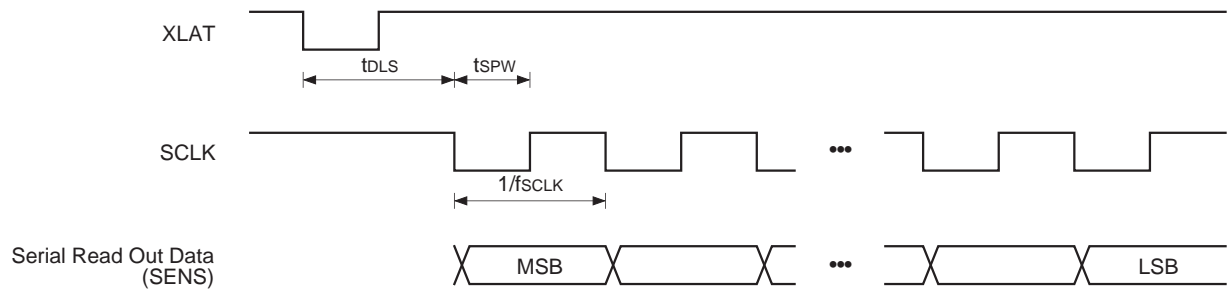 XLAT
tDLS
tSPW
SCLK
•••
1/fSCLK
Serial Read Out Data
(SENS)
MSB
•••
LSB